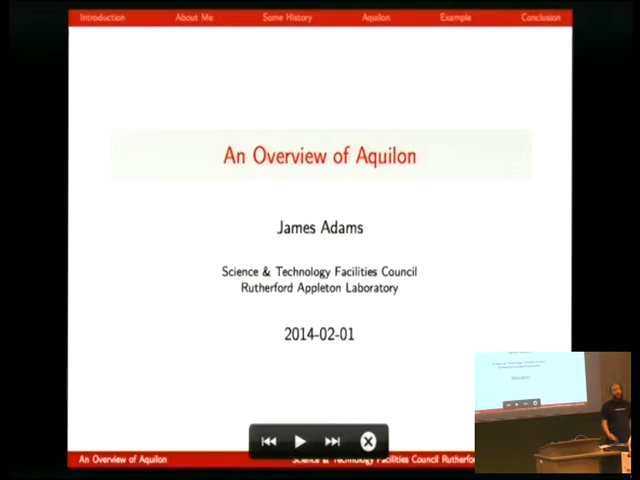 Introduction About Me Some History Aquilon Example Conclusion
An Overview of Aquilon
James Adams
Science & Technology Facilities Council
Rutherford Appleton Laboratory
2014-02-01
An Overview of Aquilon Science & Technology Facilities Council Rutherfo